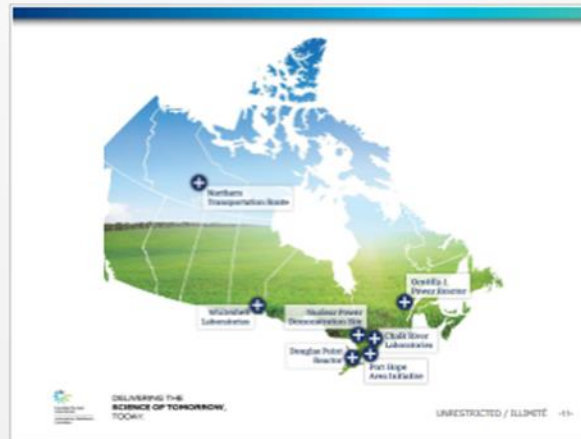 Northern
Transportation Route
Gentilly-1
Power Reactor
Whiteshell
Laboratories
Nuclear Power
Demonstration Site
Chalk River
Laboratories
Douglas Point
Reactor
Port Hope
Area Initiative
DELIVERING THE
SCIENCE OF TOMORROW,
TODAY.
UNRESTRICTED / ILLIMITÉ